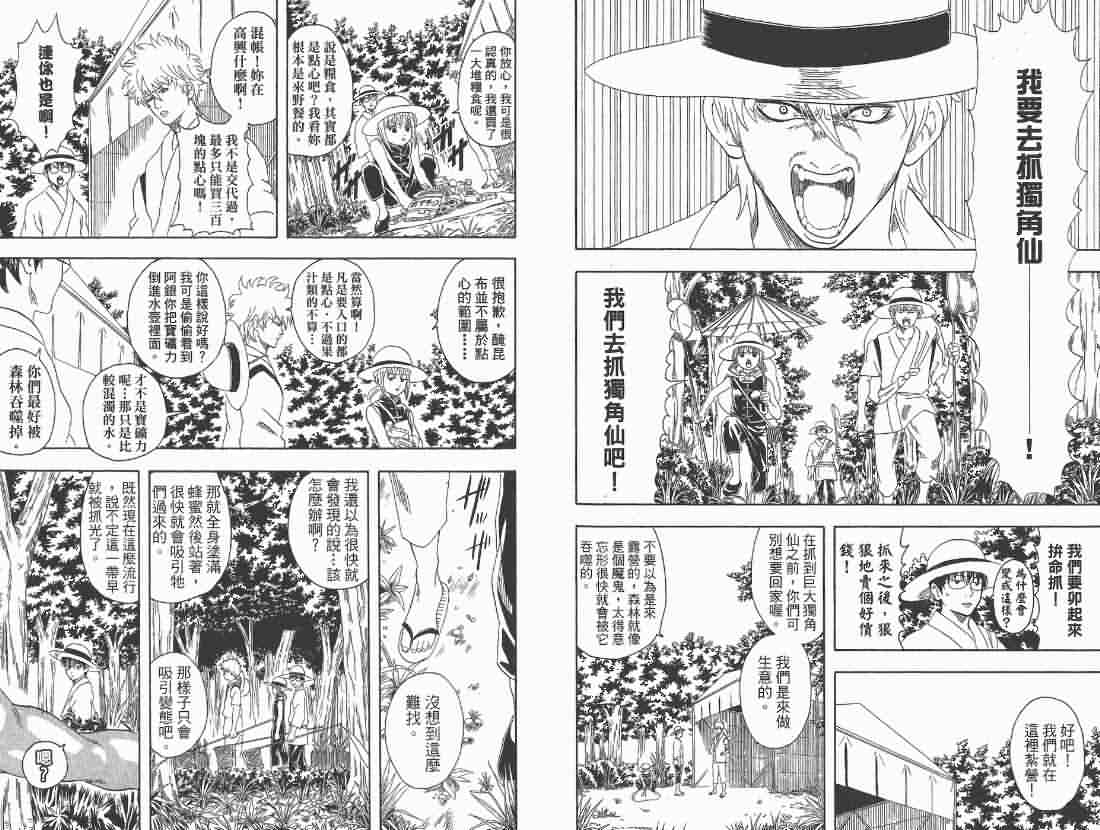 我要去抓獨角仙——！
我們去抓獨角仙吧！
我們要卯起來
拚命抓！
為什麼會
變成這樣？
抓來之後，狠
狠地賣個好價
錢！
好吧！
我們就在
這裡紮營！
在抓到巨大獨角
仙之前，你們可
別想要回家喔。
我們是來做
生意的。
不要以為是來
露營的，森林就像
是個魔鬼，太得意
忘形很快就會被它
吞噬的。
你放心，我可是很
認真的，我還買了
一大堆糧食呢。
說是糧食，其實都
是點心吧？我看妳
根本是來野餐的。
混帳！妳在
高興什麼啊！
我不是交代過，
最多只能買三百
塊的點心嗎！
連你也是啊！
很抱歉，醃昆
布並不屬於點
心的範圍……
當然算啊！
凡是要入口的都
是點心．不過果
汁類的不算…
你這樣說好嗎？
我可是偷偷看到
阿銀你把寶礦力
倒進水壺裡面。
才不是寶礦力
呢…那只是比
較混濁的水。
你們最好被
森林吞噬掉。
沒想到這麼
難找。
我還以為很快就
會發現的說…該
怎麼辦啊？
那就全身塗滿
蜂蜜然後站著，
很快就會吸引牠
們過來的。
那樣子只會
吸引變態吧。
既然現在這麼流行
，說不定這一帶早
就被抓光了。
嗯？